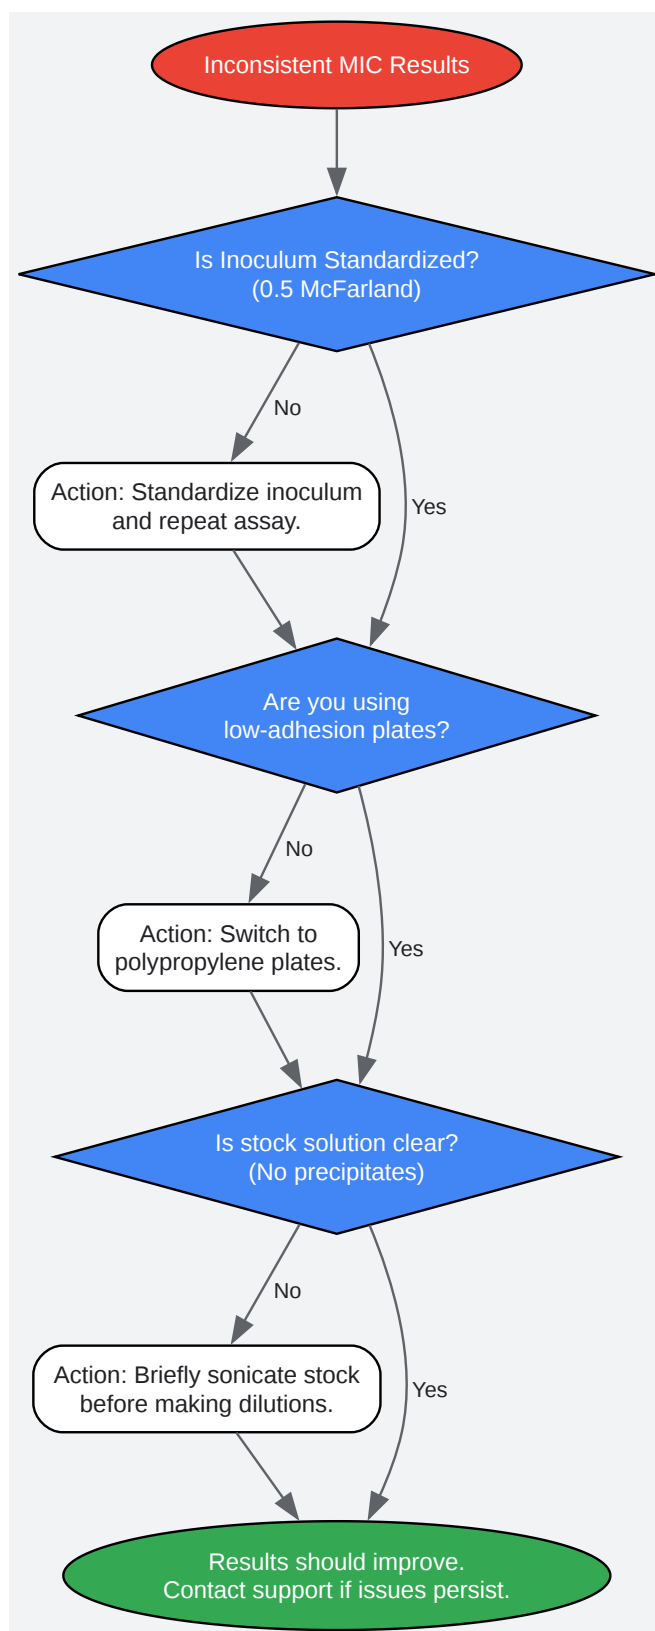 Inconsistent MIC Results
Is Inoculum Standardized?
(0.5 McFarland)
No
Action: Standardize inoculum
and repeat assay.
Yes
Are you using
low-adhesion plates?
No
Action: Switch to
polypropylene plates.
Yes
Is stock solution clear?
(No precipitates)
No
Action: Briefly sonicate stock
before making dilutions.
Yes
Results should improve.
Contact support if issues persist.